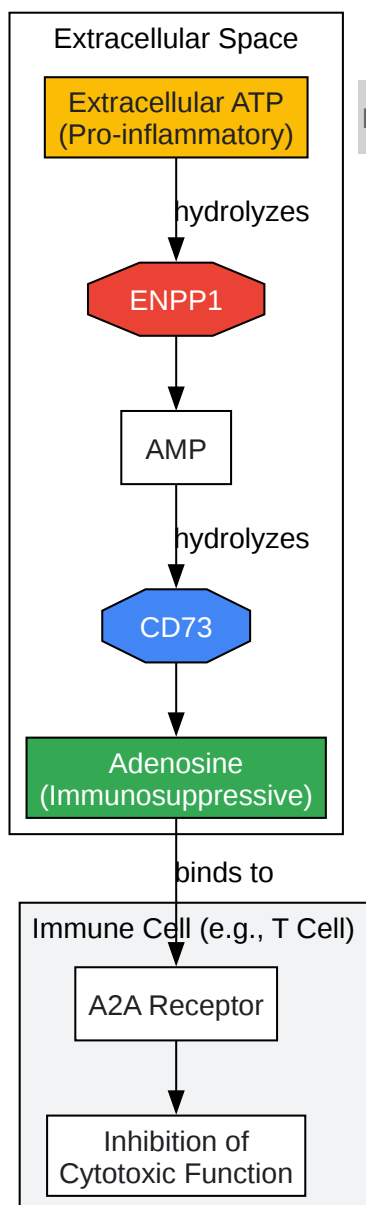 Extracellular Space
Extracellular ATP
(Pro-inflammatory)
hydrolyzes
ENPP1
AMP
hydrolyzes
CD73
Adenosine
(Immunosuppressive)
binds to
Immune Cell (e.g., T Cell)
A2A Receptor
Inhibition of
Cytotoxic Function